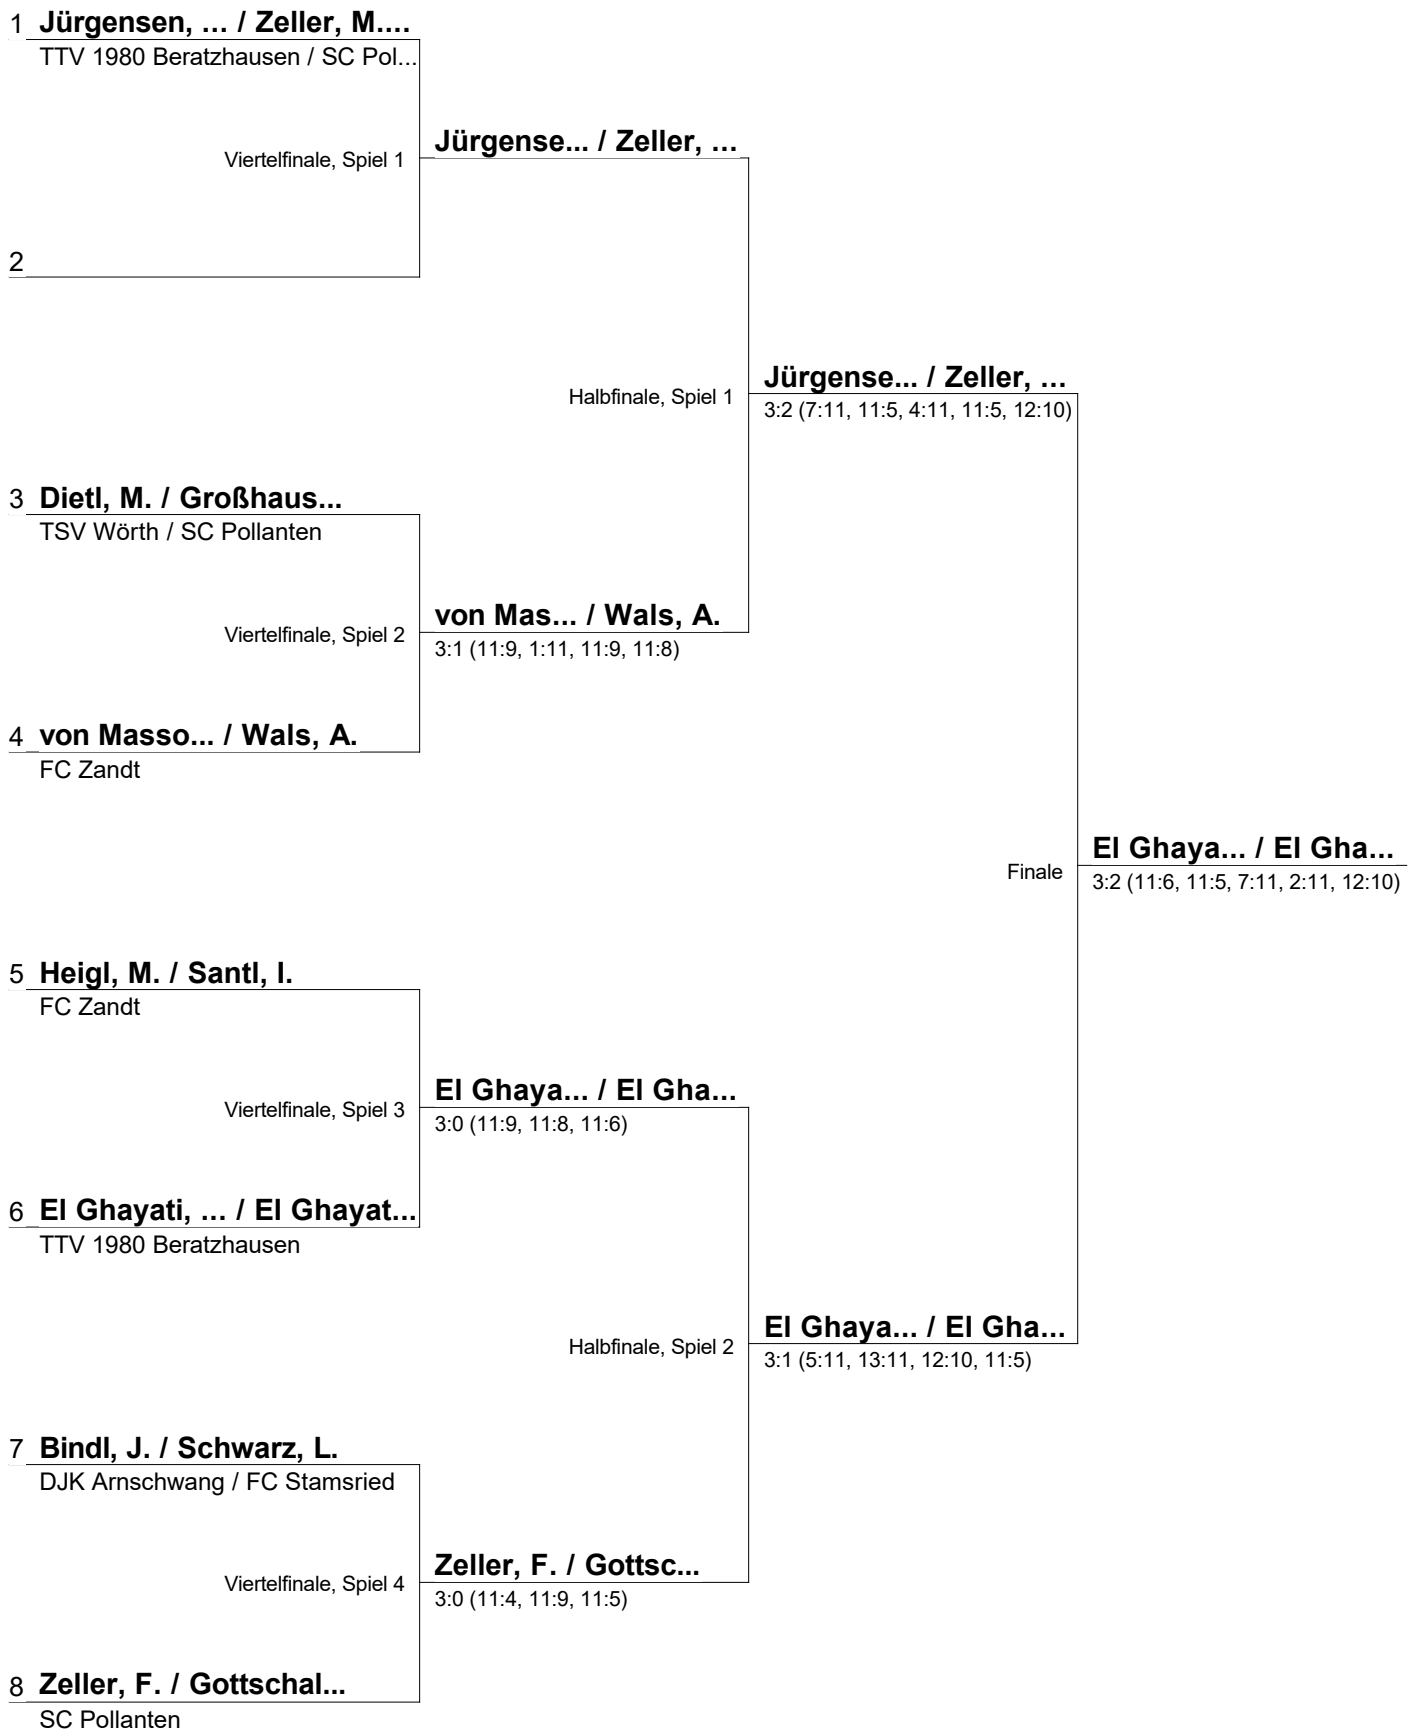 1 Jürgensen, ... / Zeller, M....
TTV 1980 Beratzhausen / SC Pol...
Jürgense... / Zeller, ...
Viertelfinale, Spiel 1
2
Jürgense... / Zeller, ...
Halbfinale, Spiel 1
3:2 (7:11, 11:5, 4:11, 11:5, 12:10)
3 Dietl, M. / Großhaus...
TSV Wörth / SC Pollanten
von Mas... / Wals, A.
Viertelfinale, Spiel 2
3:1 (11:9, 1:11, 11:9, 11:8)
4 von Masso... / Wals, A.
FC Zandt
El Ghaya... / El Gha...
Finale
3:2 (11:6, 11:5, 7:11, 2:11, 12:10)
5 Heigl, M. / Santl, I.
FC Zandt
El Ghaya... / El Gha...
Viertelfinale, Spiel 3
3:0 (11:9, 11:8, 11:6)
6 El Ghayati, ... / El Ghayat...
TTV 1980 Beratzhausen
El Ghaya... / El Gha...
Halbfinale, Spiel 2
3:1 (5:11, 13:11, 12:10, 11:5)
7 Bindl, J. / Schwarz, L.
DJK Arnschwang / FC Stamsried
Zeller, F. / Gottsc...
Viertelfinale, Spiel 4
3:0 (11:4, 11:9, 11:5)
8 Zeller, F. / Gottschal...
SC Pollanten